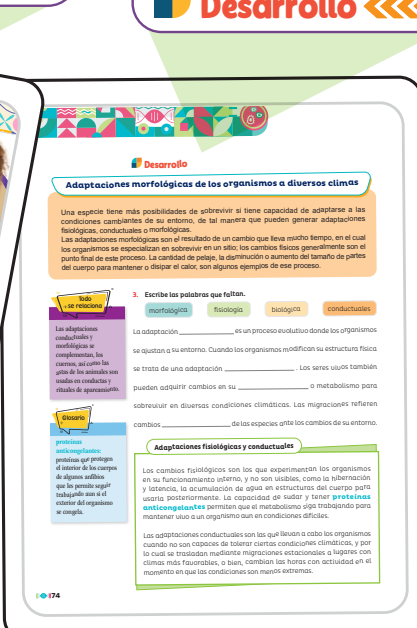 Desarrollo
Desarrollo
Adaptaciones morfológicas de los organismos a diversos climas
Una especie tiene más posibilidades de sobrevivir si tiene capacidad de adaptarse a las
condiciones cambiantes de su entorno, de tal manera que pueden generar adaptaciones
fisiológicas, conductuales o morfológicas.
Las adaptaciones morfológicas son el resultado de un cambio que lleva mucho tiempo, en el cual
los organismos se especializan en sobrevivir en un sitio; los cambios físicos generalmente son el
punto final de este proceso. La cantidad de pelaje, la disminución o aumento del tamaño de partes
del cuerpo para mantener o disipar el calor, son algunos ejemplos de ese proceso.
Todo
se relaciona
Las adaptaciones
conductuales y
morfológicas se
complementan, los
cuernos, así como las
astas de los animales son
usadas en conductas y
rituales de apareamiento.
Glosario
proteínas
anticongelantes:
proteínas que protegen
el interior de los cuerpos
de algunos anfibios
que les permite seguir
trabajando aun si el
exterior del organismo
se congela.
3. Escribe las palabras que faltan.
morfológica fisiología biológica conductuales
La adaptación ____________ es un proceso evolutivo donde los organismos
se ajustan a su entorno. Cuando los organismos modifican su estructura física
se trata de una adaptación ________________. Los seres vivos también
pueden adquirir cambios en su ________________ o metabolismo para
sobrevivir en diversas condiciones climáticas. Las migraciones refieren
cambios ________________ de las especies ante los cambios de su entorno.
Adaptaciones fisiológicas y conductuales
Los cambios fisiológicos son los que experimentan los organismos
en su funcionamiento interno, y no son visibles, como la hibernación
y latencia, la acumulación de agua en estructuras del cuerpo para
usarla posteriormente. La capacidad de sudar y tener proteínas
anticongelantes permiten que el metabolismo siga trabajando para
mantener vivo a un organismo aun en condiciones difíciles.
Las adaptaciones conductuales son las que llevan a cabo los organismos
cuando no son capaces de tolerar ciertas condiciones climáticas, y por
lo cual se trasladan mediante migraciones estacionales a lugares con
climas más favorables, o bien, cambian las horas con actividad en el
momento en que las condiciones son menos extremas.
174